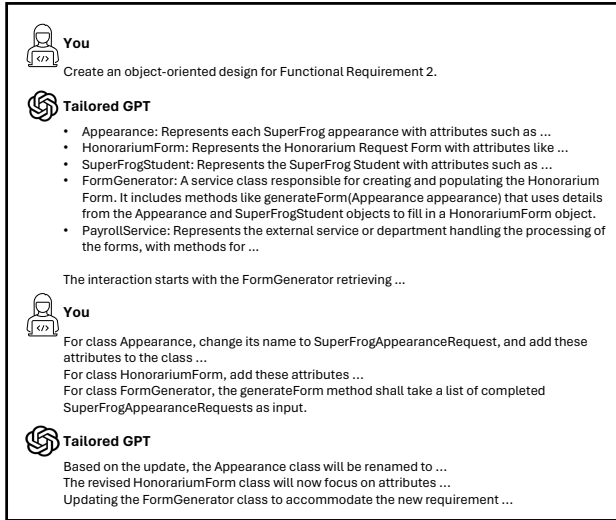 You
Create an object-oriented design for Functional Requirement 2.
Tailored GPT
• Appearance: Represents each SuperFrog appearance with attributes such as ...
• HonorariumForm: Represents the Honorarium Request Form with attributes like ...
• SuperFrogStudent: Represents the SuperFrog Student with attributes such as ...
• FormGenerator: A service class responsible for creating and populating the Honorarium
Form. It includes methods like generateForm(Appearance appearance) that uses details
from the Appearance and SuperFrogStudent objects to fill in a HonorariumForm object.
• PayrollService: Represents the external service or department handling the processing of
the forms, with methods for ...
The interaction starts with the FormGenerator retrieving ...
You
For class Appearance, change its name to SuperFrogAppearanceRequest, and add these
attributes to the class ...
For class HonorariumForm, add these attributes ...
For class FormGenerator, the generateForm method shall take a list of completed
SuperFrogAppearanceRequests as input.
Tailored GPT
Based on the update, the Appearance class will be renamed to ...
The revised HonorariumForm class will now focus on attributes ...
Updating the FormGenerator class to accommodate the new requirement ...